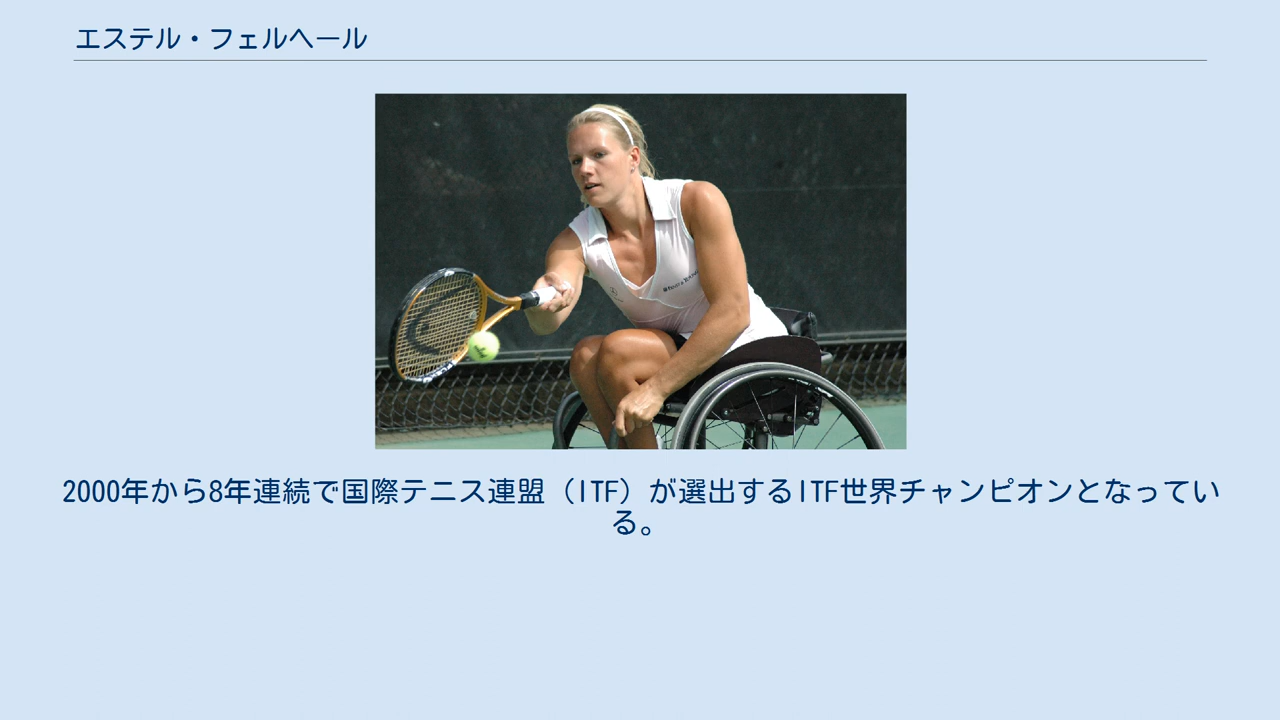 エステル・フェルヘール
2000年から8年連続で国際テニス連盟（ITF）が選出するITF世界チャンピオンとなってい
る。